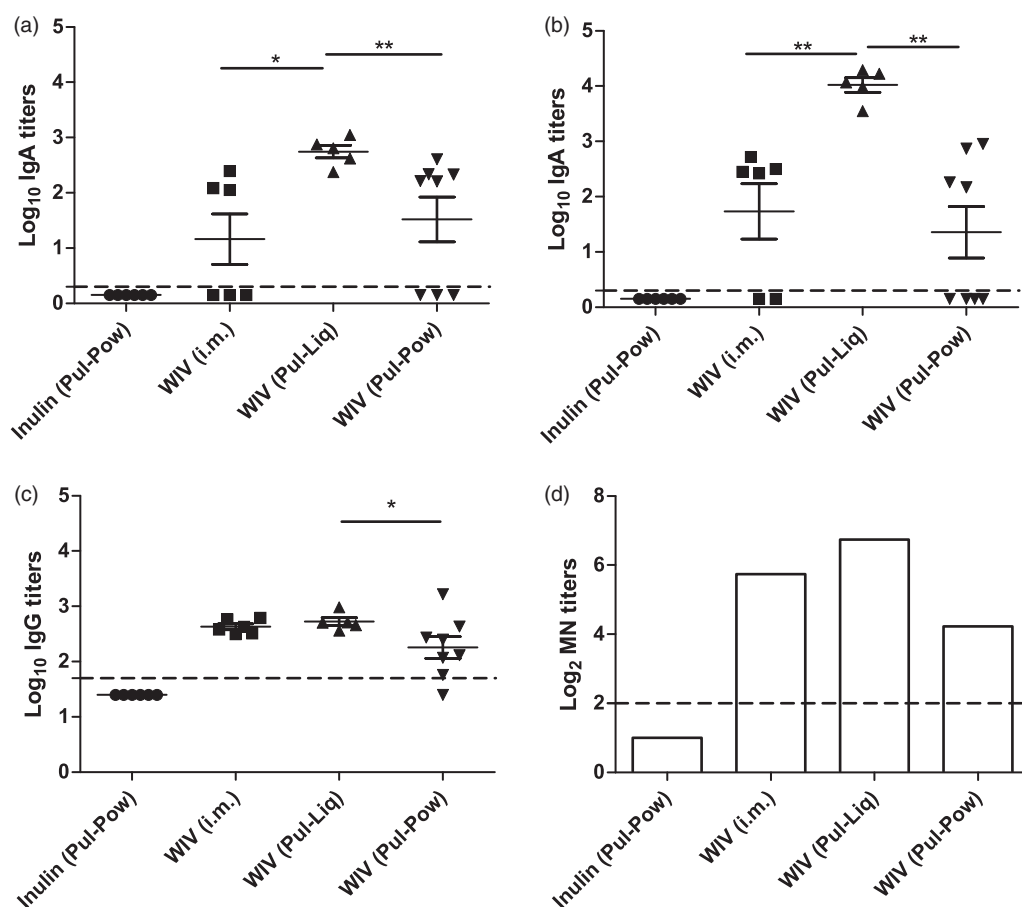 (a)
5
4
3
2
1
0
Log10 IgA titers
*
**
Inulin (Pul-Pow)
WIV (i.m.)
WIV (Pul-Liq)
WIV (Pul-Pow)
(b)
5
4
3
2
1
0
Log10 IgA titers
**
**
Inulin (Pul-Pow)
WIV (i.m.)
WIV (Pul-Liq)
WIV (Pul-Pow)
(c)
5
4
3
2
1
0
Log10 IgG titers
*
Inulin (Pul-Pow)
WIV (i.m.)
WIV (Pul-Liq)
WIV (Pul-Pow)
(d)
8
6
4
2
0
Log2 MN titers
Inulin (Pul-Pow)
WIV (i.m.)
WIV (Pul-Liq)
WIV (Pul-Pow)